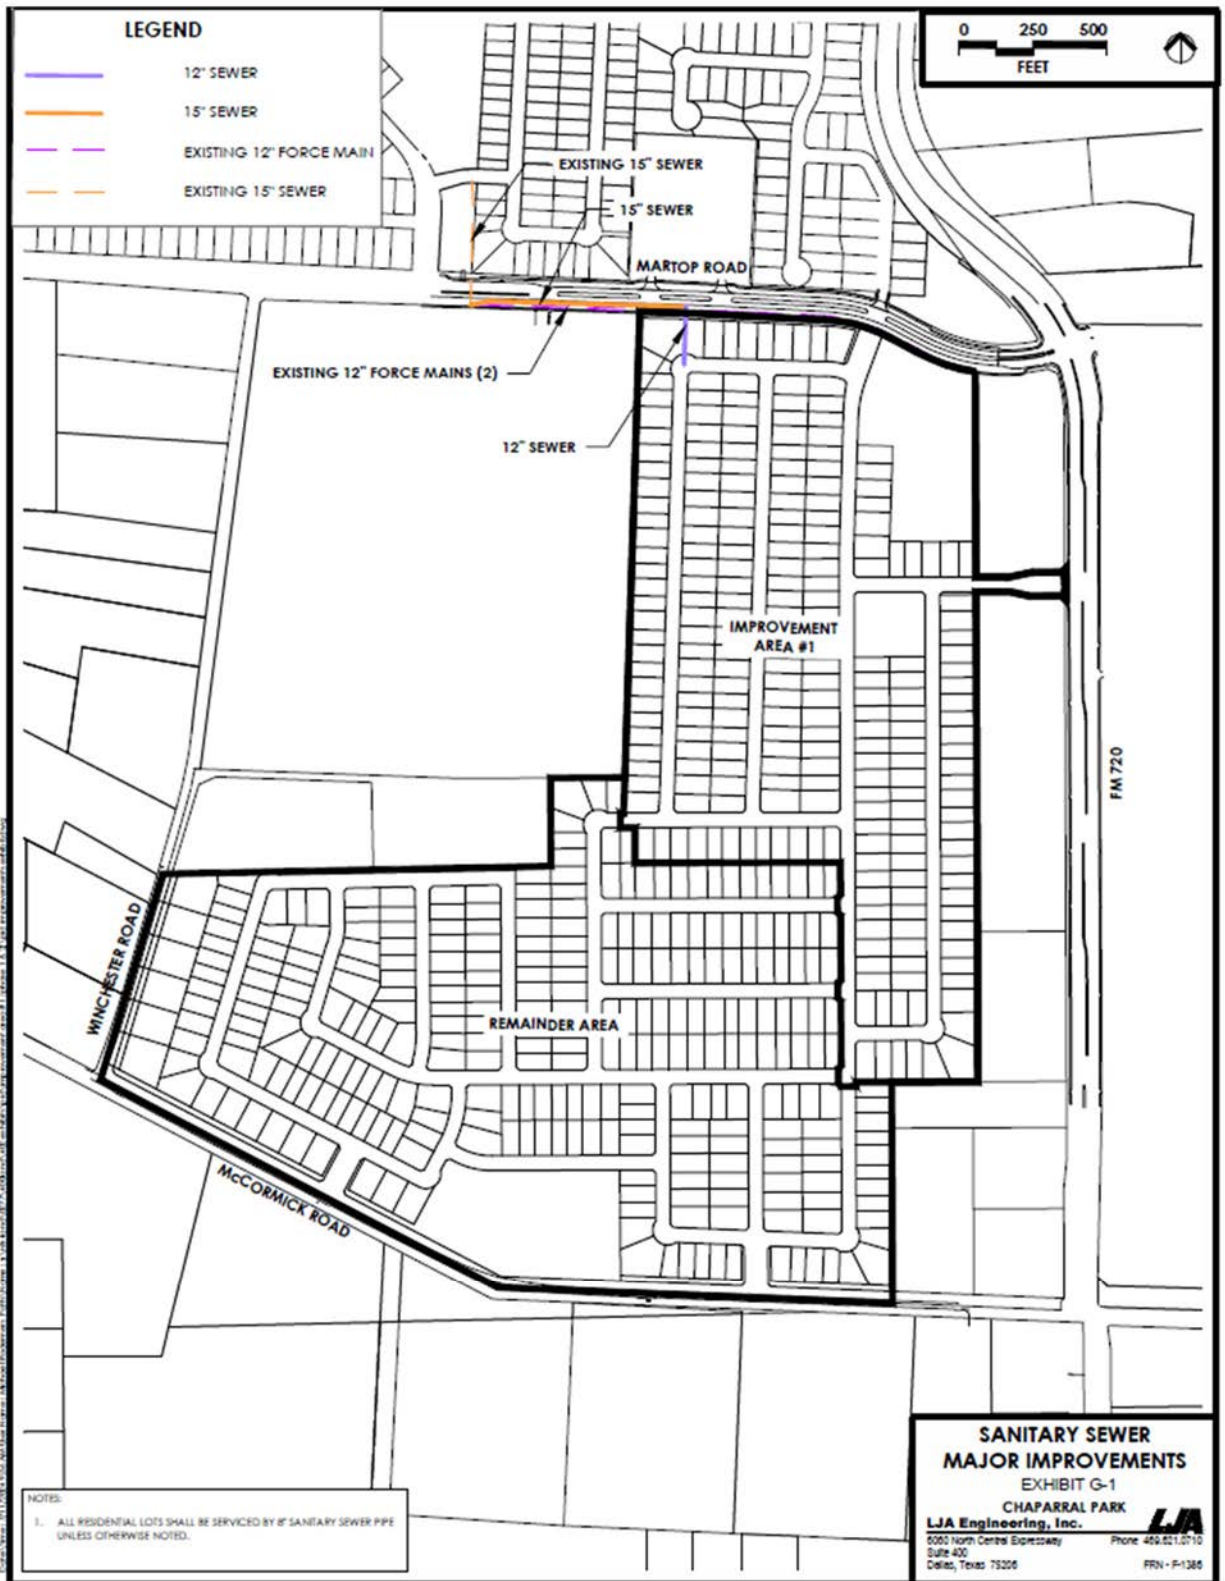 LEGEND
12" SEWER
15" SEWER
EXISTING 12" FORCE MAIN
EXISTING 15" SEWER
0 250 500
FEET
EXISTING 15" SEWER
15" SEWER
MARTOP ROAD
EXISTING 12" FORCE MAINS (2)
12" SEWER
IMPROVEMENT
AREA #1
FM 720
WINCHESTER ROAD
REMAINDER AREA
McCORMICK ROAD
NOTES:
1. ALL RESIDENTIAL LOTS SHALL BE SERVICED BY 8" SANITARY SEWER PIPE
UNLESS OTHERWISE NOTED.
SANITARY SEWER
MAJOR IMPROVEMENTS
EXHIBIT G-1
CHAPARRAL PARK
LJA Engineering, Inc.
LJA
6060 North Central Expressway Phone 469.621.0710
Suite 400
Dallas, Texas 75206 FRN - F-1386